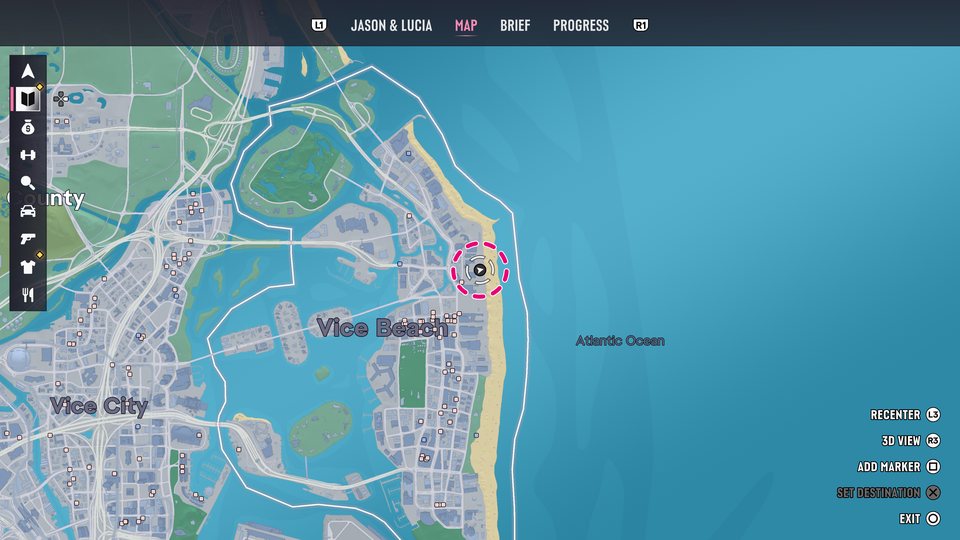 L1 JASON & LUCIA MAP BRIEF PROGRESS R1
County
Vice Beach
Atlantic Ocean
Vice City
RECENTER L3
3D VIEW R3
ADD MARKER
SET DESTINATION
EXIT